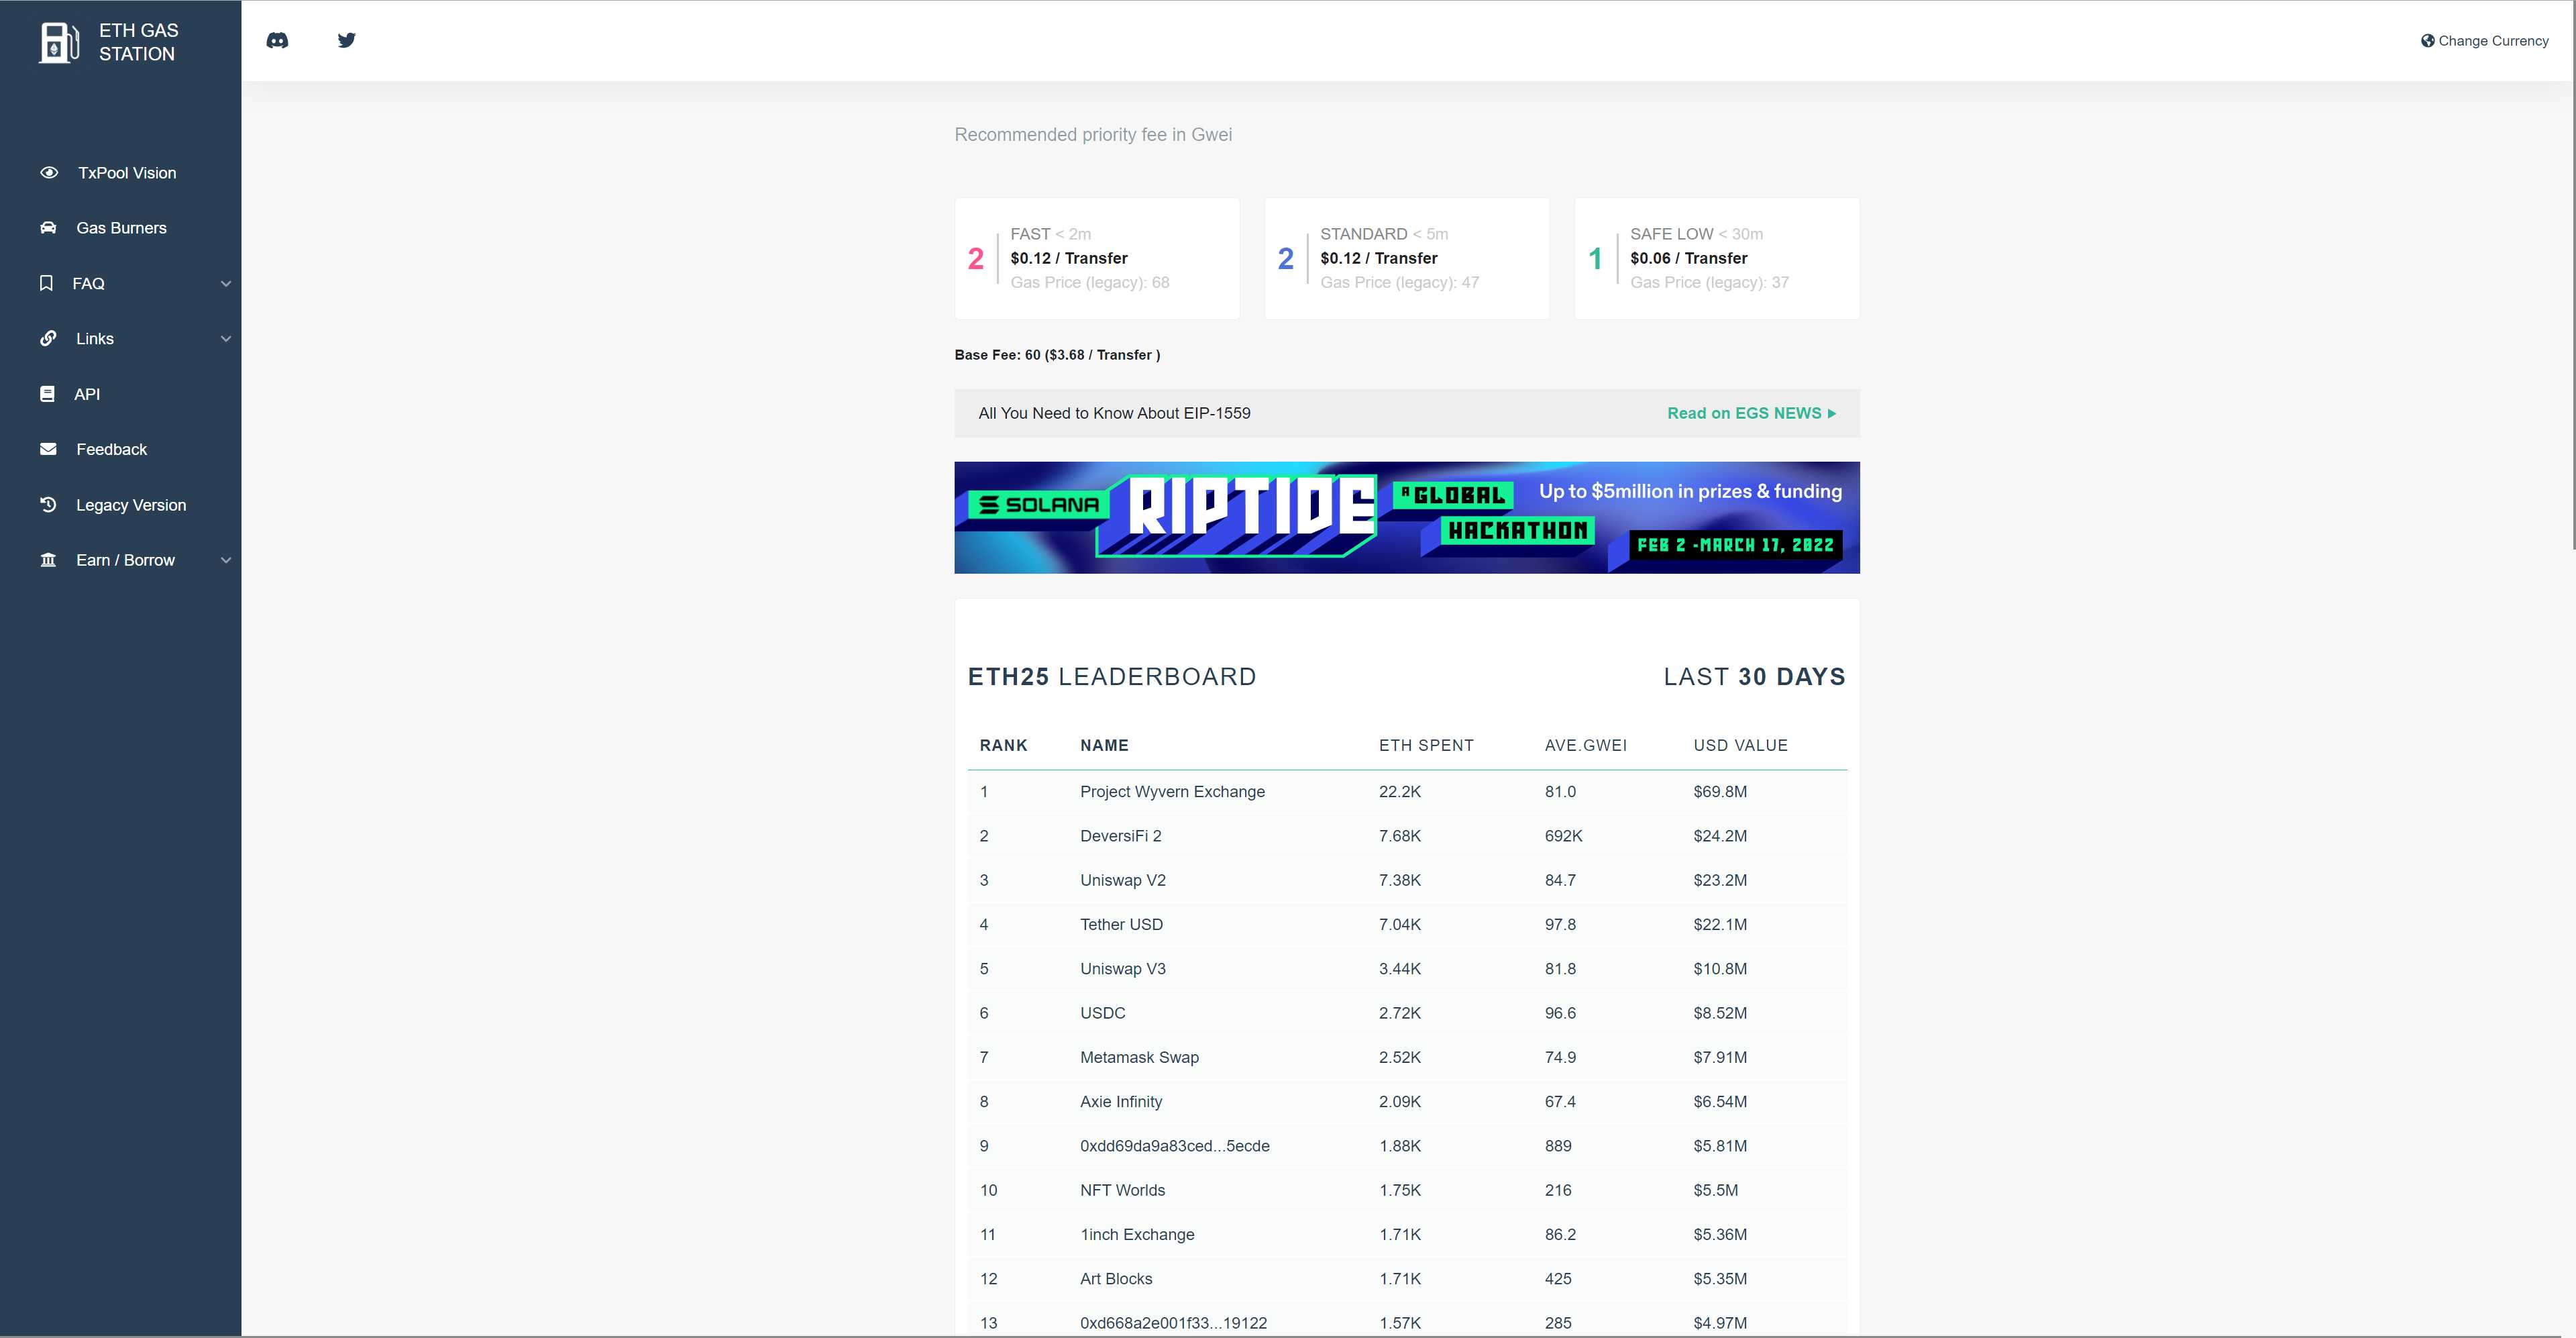 ETH GAS
STATION
Change Currency
TxPool Vision
Gas Burners
FAQ
Links
API
Feedback
Legacy Version
Earn / Borrow
Recommended priority fee in Gwei
2
FAST < 2m
$0.12 / Transfer
Gas Price (legacy): 68
2
STANDARD < 5m
$0.12 / Transfer
Gas Price (legacy): 47
1
SAFE LOW < 30m
$0.06 / Transfer
Gas Price (legacy): 37
Base Fee: 60 ($3.68 / Transfer )
All You Need to Know About EIP-1559
Read on EGS NEWS
SOLANA
RIPTIDE
A GLOBAL
HACKATHON
Up to $5million in prizes & funding
FEB 2 -MARCH 17, 2022
ETH25 LEADERBOARD
LAST 30 DAYS
RANK NAME ETH SPENT AVE.GWEI USD VALUE
1 Project Wyvern Exchange 22.2K 81.0 $69.8M
2 DeversiFi 2 7.68K 692K $24.2M
3 Uniswap V2 7.38K 84.7 $23.2M
4 Tether USD 7.04K 97.8 $22.1M
5 Uniswap V3 3.44K 81.8 $10.8M
6 USDC 2.72K 96.6 $8.52M
7 Metamask Swap 2.52K 74.9 $7.91M
8 Axie Infinity 2.09K 67.4 $6.54M
9 0xdd69da9a83ced...5ecde 1.88K 889 $5.81M
10 NFT Worlds 1.75K 216 $5.5M
11 1inch Exchange 1.71K 86.2 $5.36M
12 Art Blocks 1.71K 425 $5.35M
13 0xd668a2e001f33...19122 1.57K 285 $4.97M